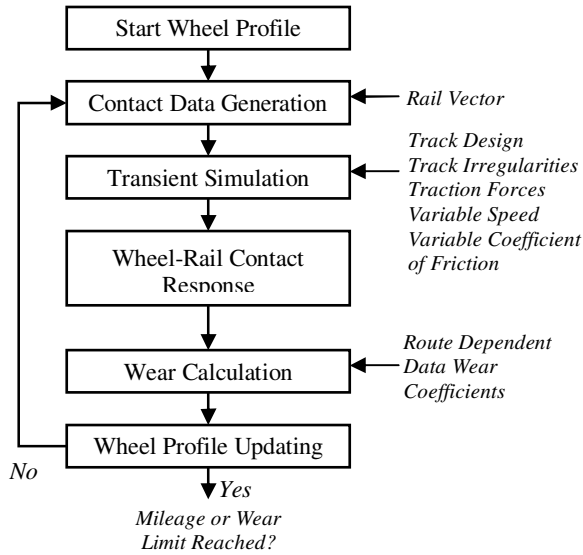 Start Wheel Profile
Contact Data Generation
Rail Vector
Transient Simulation
Track Design
Track Irregularities
Traction Forces
Variable Speed
Variable Coefficient
of Friction
Wheel-Rail Contact
Response
Wear Calculation
Route Dependent
Data Wear
Coefficients
Wheel Profile Updating
No
Yes
Mileage or Wear
Limit Reached?